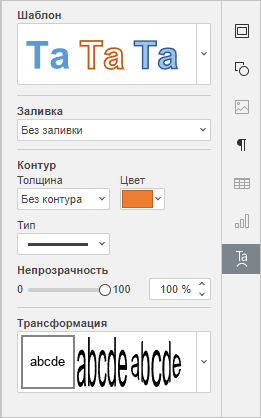 Шаблон
Ta Ta Ta
Заливка
Без заливки
Контур
Толщина Цвет
Без контура
Тип
Непрозрачность
0 100 100 %
Трансформация
abcde abcde abcde
Ta